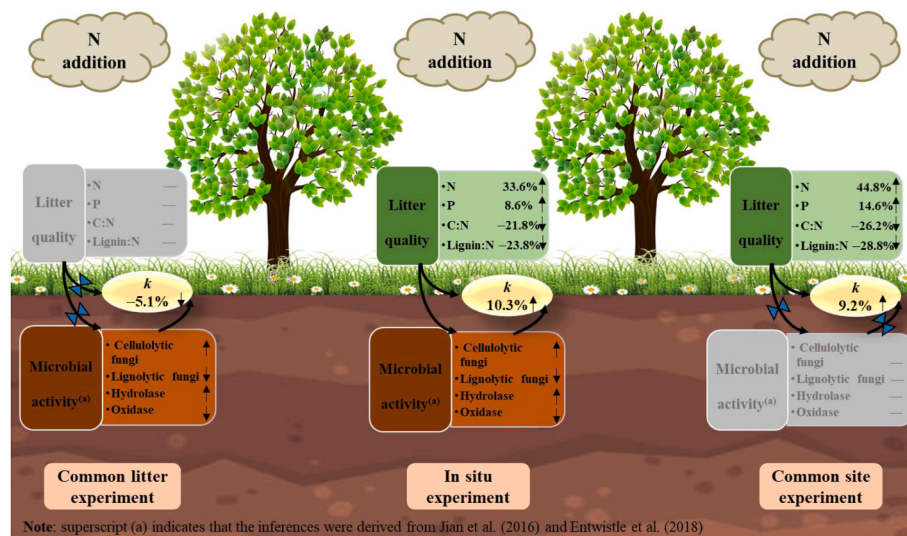 N
addition
N
addition
N
addition
Litter
quality
•N —
•P —
•C:N —
•Lignin:N —
Litter
quality
•N 33.6%↑
•P 8.6%↑
•C:N −21.8%↓
•Lignin:N −23.8%↓
Litter
quality
•N 44.8%↑
•P 14.6%↑
•C:N −26.2%↓
•Lignin:N −28.8%↓
k
−5.1% ↓
k
10.3% ↑
k
9.2% ↑
Microbial
activity(a)
• Cellulolytic ↑
fungi
•Lignolytic fungi ↓
•Hydrolase ↑
•Oxidase ↓
Microbial
activity(a)
• Cellulolytic ↑
fungi
•Lignolytic fungi ↓
•Hydrolase ↑
•Oxidase ↓
Microbial
activity(a)
• Cellulolytic
fungi —
•Lignolytic fungi —
•Hydrolase —
•Oxidase —
Common litter
experiment
In situ
experiment
Common site
experiment
Note: superscript (a) indicates that the inferences were derived from Jian et al. (2016) and Entwistle et al. (2018)